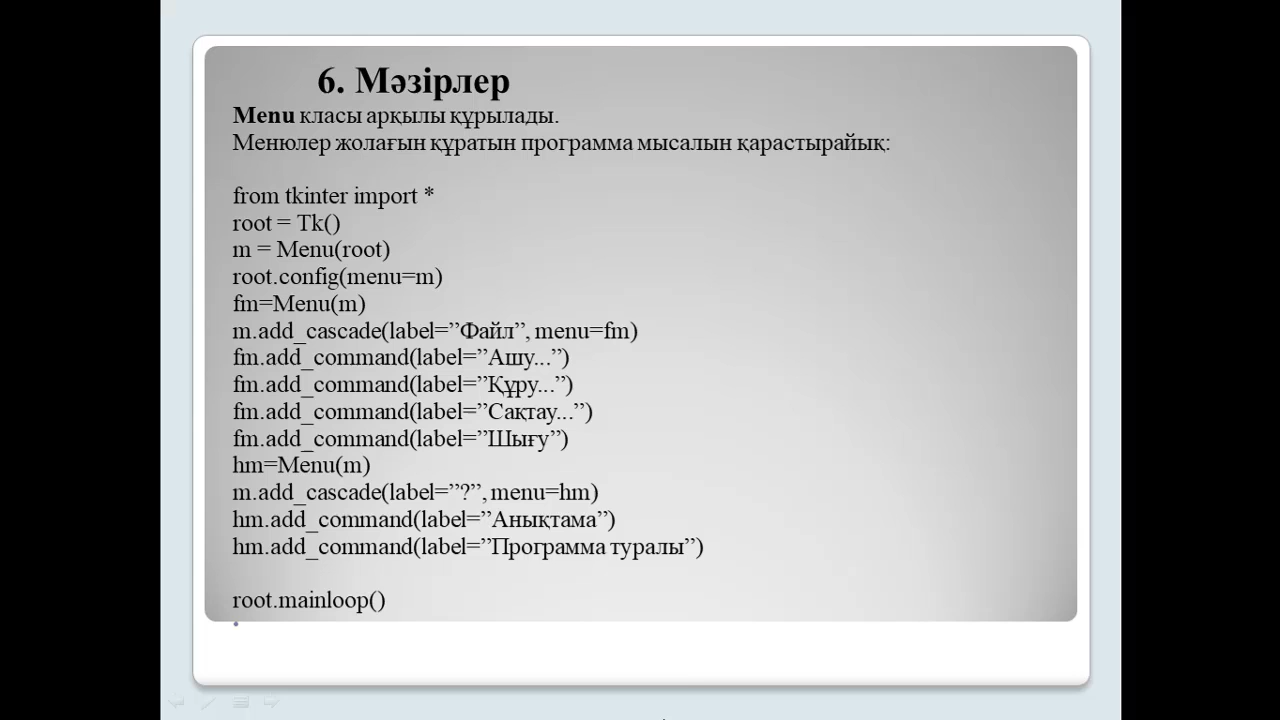 6. Мәзірлер
Menu класы арқылы құрылады.
Менюлер жолағын құратын программа мысалын қарастырайық:
from tkinter import *
root = Tk()
m = Menu(root)
root.config(menu=m)
fm=Menu(m)
m.add_cascade(label=”Файл”, menu=fm)
fm.add_command(label=”Ашу...”)
fm.add_command(label=”Құру...”)
fm.add_command(label=”Сақтау...”)
fm.add_command(label=”Шығу”)
hm=Menu(m)
m.add_cascade(label=”?”, menu=hm)
hm.add_command(label=”Анықтама”)
hm.add_command(label=”Программа туралы”)
root.mainloop()